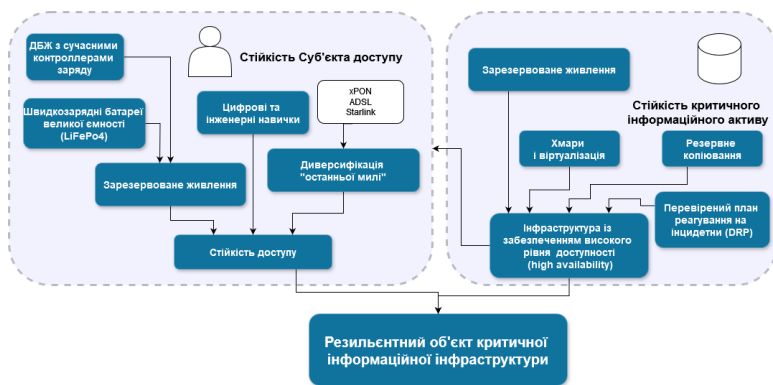 Стійкість Суб'єкта доступу
ДБЖ з сучасними
контроллерами
заряду
Швидкозарядні батареї
великої ємності
(LiFePo4)
Цифрові та
інженерні навички
xPON
ADSL
Starlink
Зарезервоване живлення
Диверсифікація
"останньої милі"
Стійкість доступу
Зарезервоване живлення
Стійкість критичного
інформаційного активу
Хмари
і віртуалізація
Резервне
копіювання
Перевірений план
реагування на
інцидетни (DRP)
Інфраструктура із
забезпеченням високого
рівня доступності
(high availability)
Резильєнтний об'єкт критичної
інформаційної інфраструктури